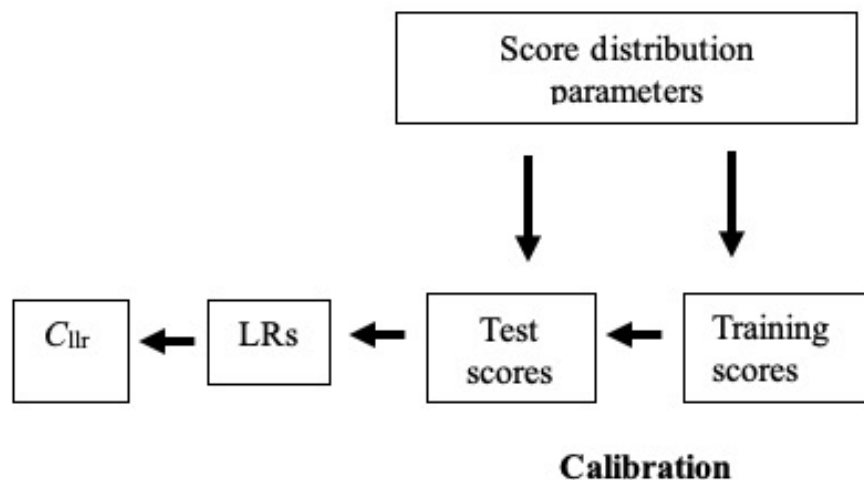 Score distribution
parameters
Cllr
LRs
Test
scores
Training
scores
Calibration